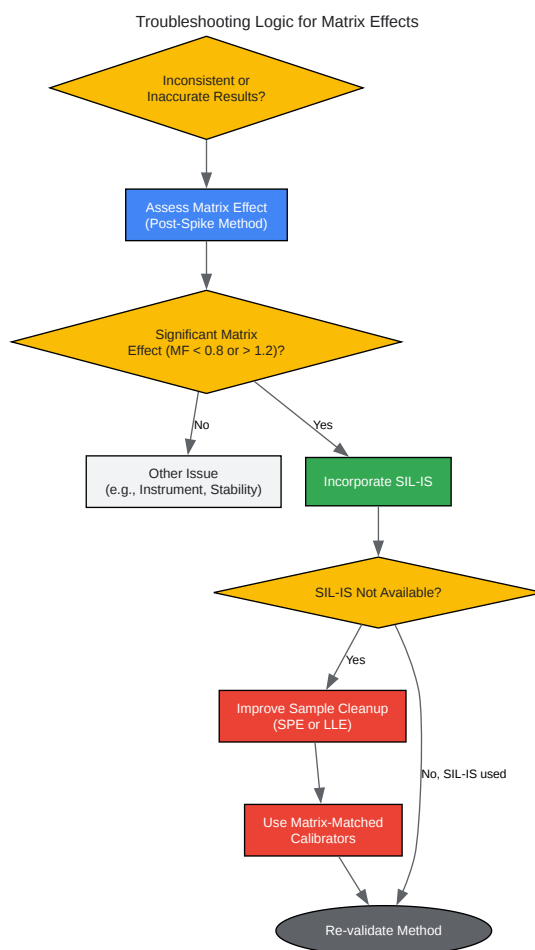 Troubleshooting Logic for Matrix Effects
Inconsistent or
Inaccurate Results?
Assess Matrix Effect
(Post-Spike Method)
Significant Matrix
Effect (MF < 0.8 or > 1.2)?
No
Yes
Other Issue
(e.g., Instrument, Stability)
Incorporate SIL-IS
SIL-IS Not Available?
Yes
Improve Sample Cleanup
(SPE or LLE)
No, SIL-IS used
Use Matrix-Matched
Calibrators
Re-validate Method